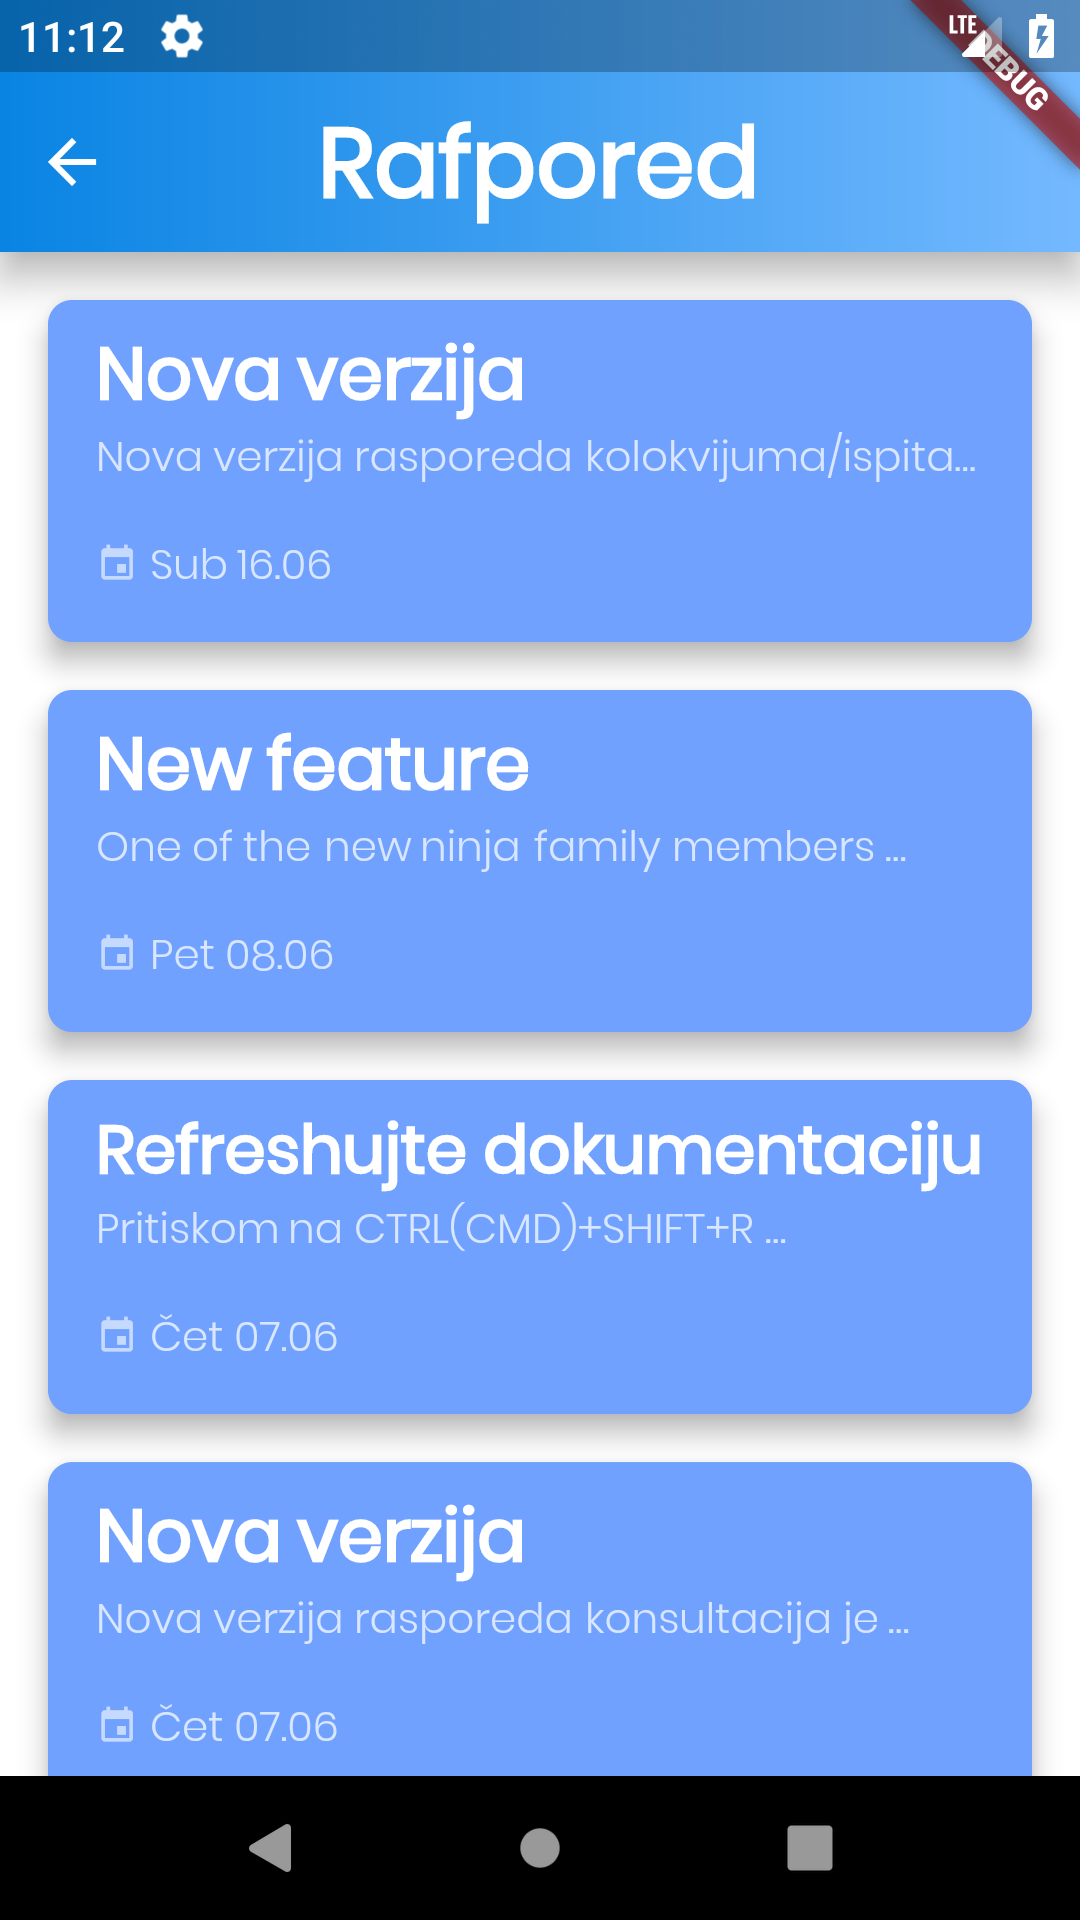 11:12
LTE
DEBUG
Rafpored
Nova verzija
Nova verzija rasporeda kolokvijuma/ispita...
Sub 16.06
New feature
One of the new ninja family members ...
Pet 08.06
Refreshujte dokumentaciju
Pritiskom na CTRL(CMD)+SHIFT+R ...
Čet 07.06
Nova verzija
Nova verzija rasporeda konsultacija je ...
Čet 07.06